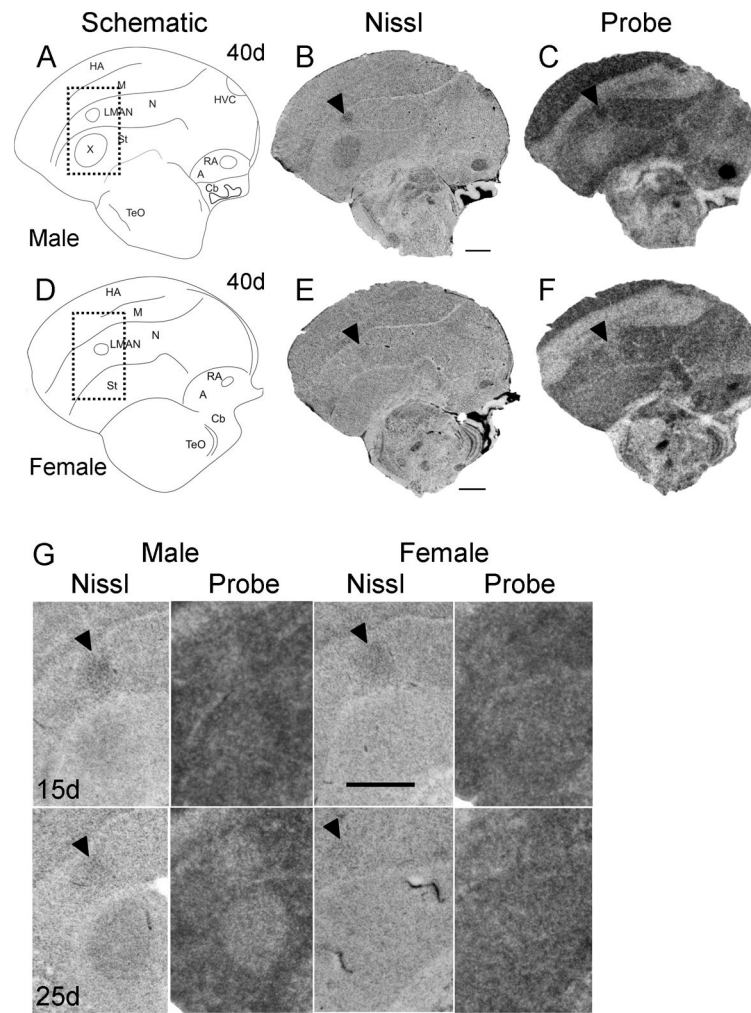 Schematic Nissl Probe
A 40d B C
HA
M
N
HVC
LMAN
St
X
RA
A
Cb
TeO
Male
D 40d E F
HA
M
N
LMAN
St
RA
A
Cb
TeO
Female
G Male Female
Nissl Probe Nissl Probe
15d
25d